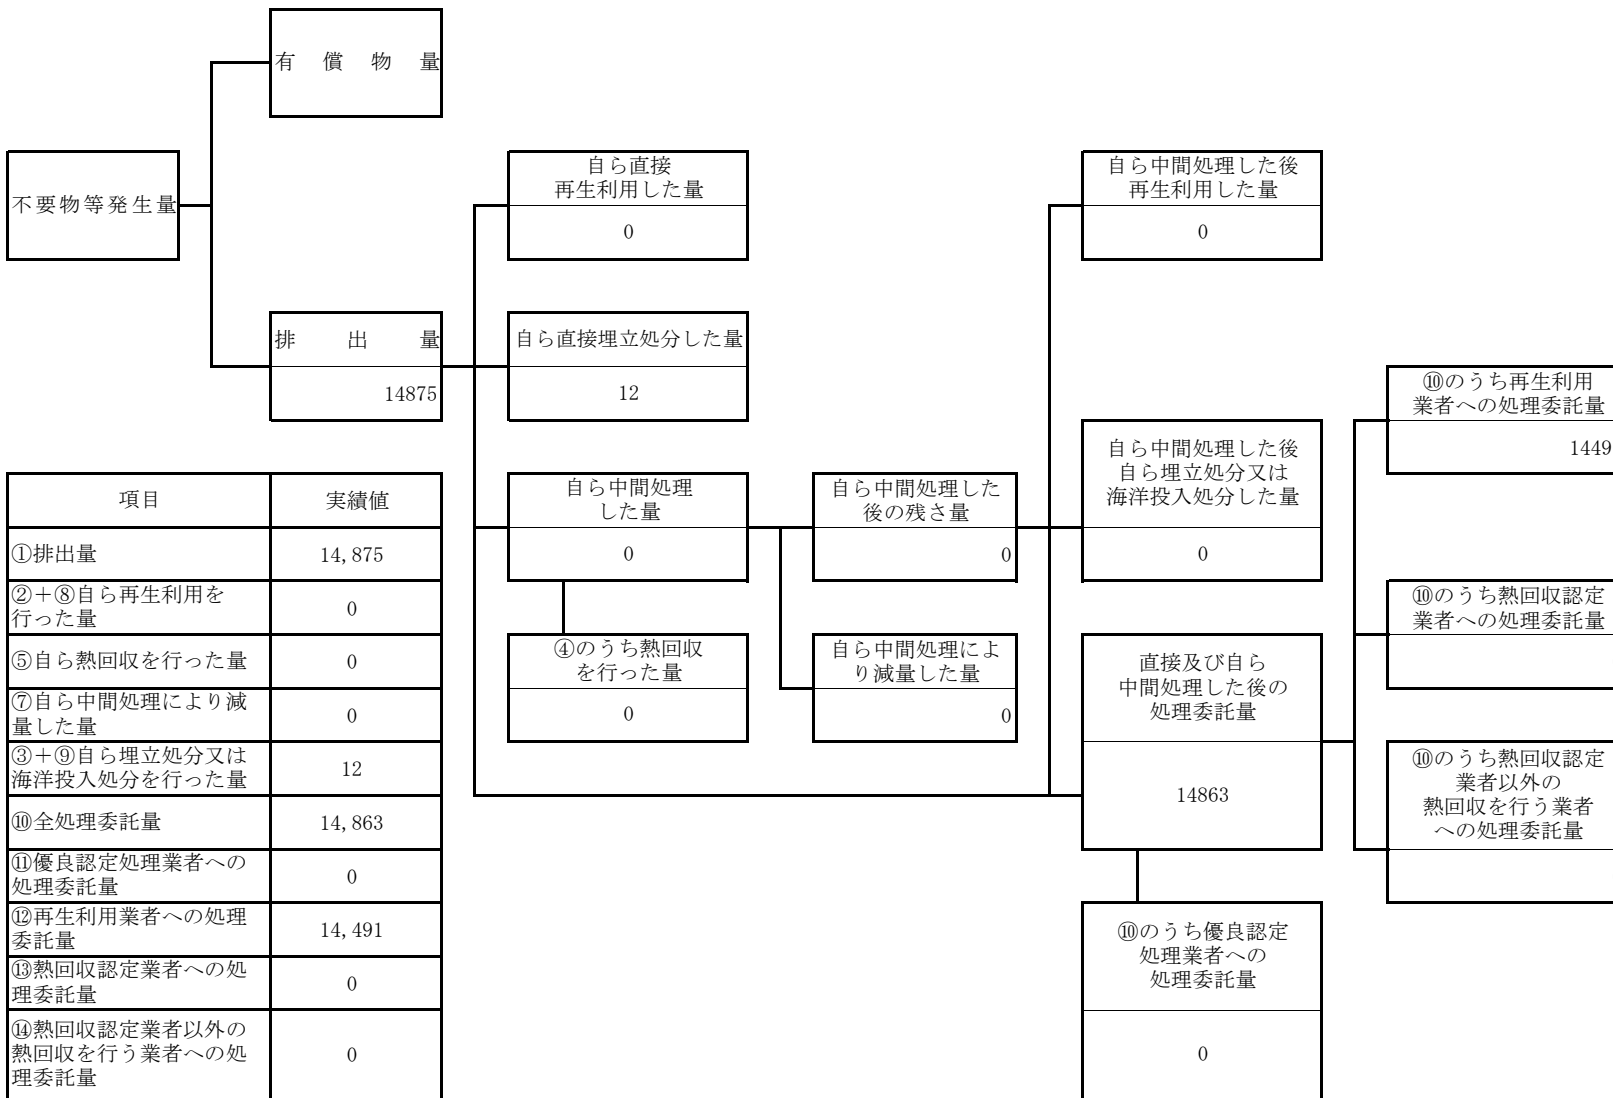 有償物量
不要物等発生量
自ら直接
再生利用した量
0
自ら中間処理した後
再生利用した量
0
排出量
14875
自ら直接埋立処分した量
12
⑩のうち再生利用
業者への処理委託量
1449
自ら中間処理
した量
0
自ら中間処理した
後の残さ量
0
自ら中間処理した後
自ら埋立処分又は
海洋投入処分した量
0
④のうち熱回収
を行った量
0
自ら中間処理によ
り減量した量
0
直接及び自ら
中間処理した後の
処理委託量
14863
⑩のうち熱回収認定
業者への処理委託量
⑩のうち熱回収認定
業者以外の
熱回収を行う業者
への処理委託量
⑩のうち優良認定
処理業者への
処理委託量
0
項目 実績値
①排出量 14,875
②+⑧自ら再生利用を
行った量 0
⑤自ら熱回収を行った量 0
⑦自ら中間処理により減
量した量 0
③+⑨自ら埋立処分又は
海洋投入処分を行った量 12
⑩全処理委託量 14,863
⑪優良認定処理業者への
処理委託量 0
⑫再生利用業者への処理
委託量 14,491
⑬熱回収認定業者への処
理委託量 0
⑭熱回収認定業者以外の
熱回収を行う業者への処
理委託量 0